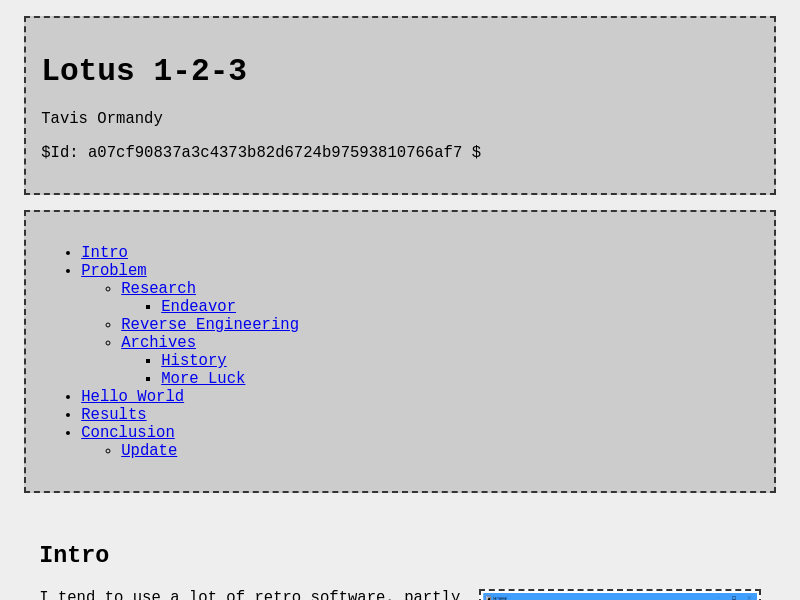 Lotus 1-2-3
Tavis Ormandy
$Id: a07cf90837a3c4373b82d6724b97593810766af7 $
Intro
Problem
Research
Endeavor
Reverse Engineering
Archives
History
More Luck
Hello World
Results
Conclusion
Update
Intro
I tend to use a lot of retro software, partly